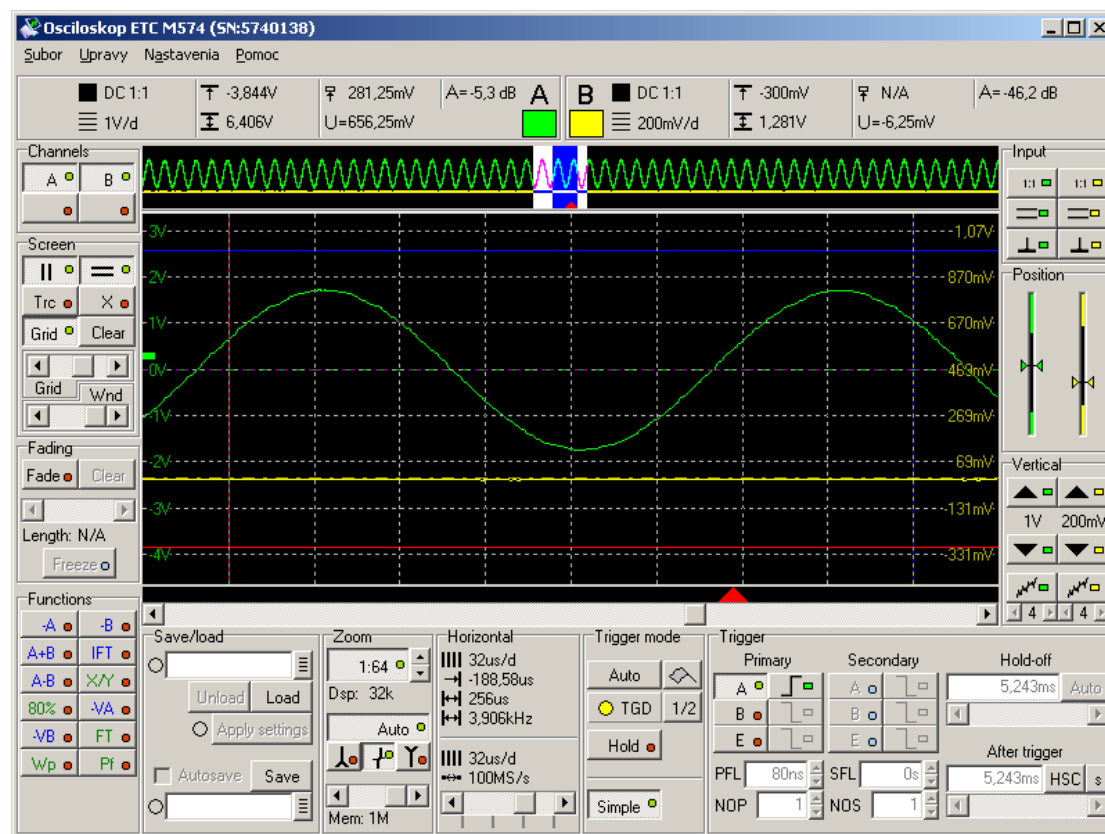 Osciloskop ETC M574 (SN:5740138)
Subor Upravy Nastavenia Pomoc
DC 1:1 -3,844V 281,25mV A=-5,3 dB A B DC 1:1 -300mV N/A A=-46,2 dB
1V/d 6,406V U=656,25mV 200mV/d 1,281V U=-6,25mV
Channels
A B
Screen
Trc X
Grid Clear
Grid Wnd
Fading
Fade Clear
Length: N/A
Freeze
Functions
-A -B
A+B IFT
A-B X/Y
80% -VA
-VB FT
Wp Pf
3V 1,07V
2V 870mV
1V 670mV
0V 469mV
-1V 269mV
-2V 69mV
-3V -131mV
-4V -331mV
Input
1:1 1:1
Position
Vertical
1V 200mV
4 4
Save/load
Unload Load
Apply settings
Autosave Save
Zoom
1:64
Dsp: 32k
Auto
Mem: 1M
Horizontal
32us/d
-188,58us
256us
3,906kHz
32us/d
100MS/s
Trigger mode
Auto
TGD 1/2
Hold
Simple
Trigger
Primary Secondary Hold-off
A A 5,243ms Auto
B B
E E After trigger
PFL 80ns SFL 0s 5,243ms HSC s
NOP 1 NOS 1